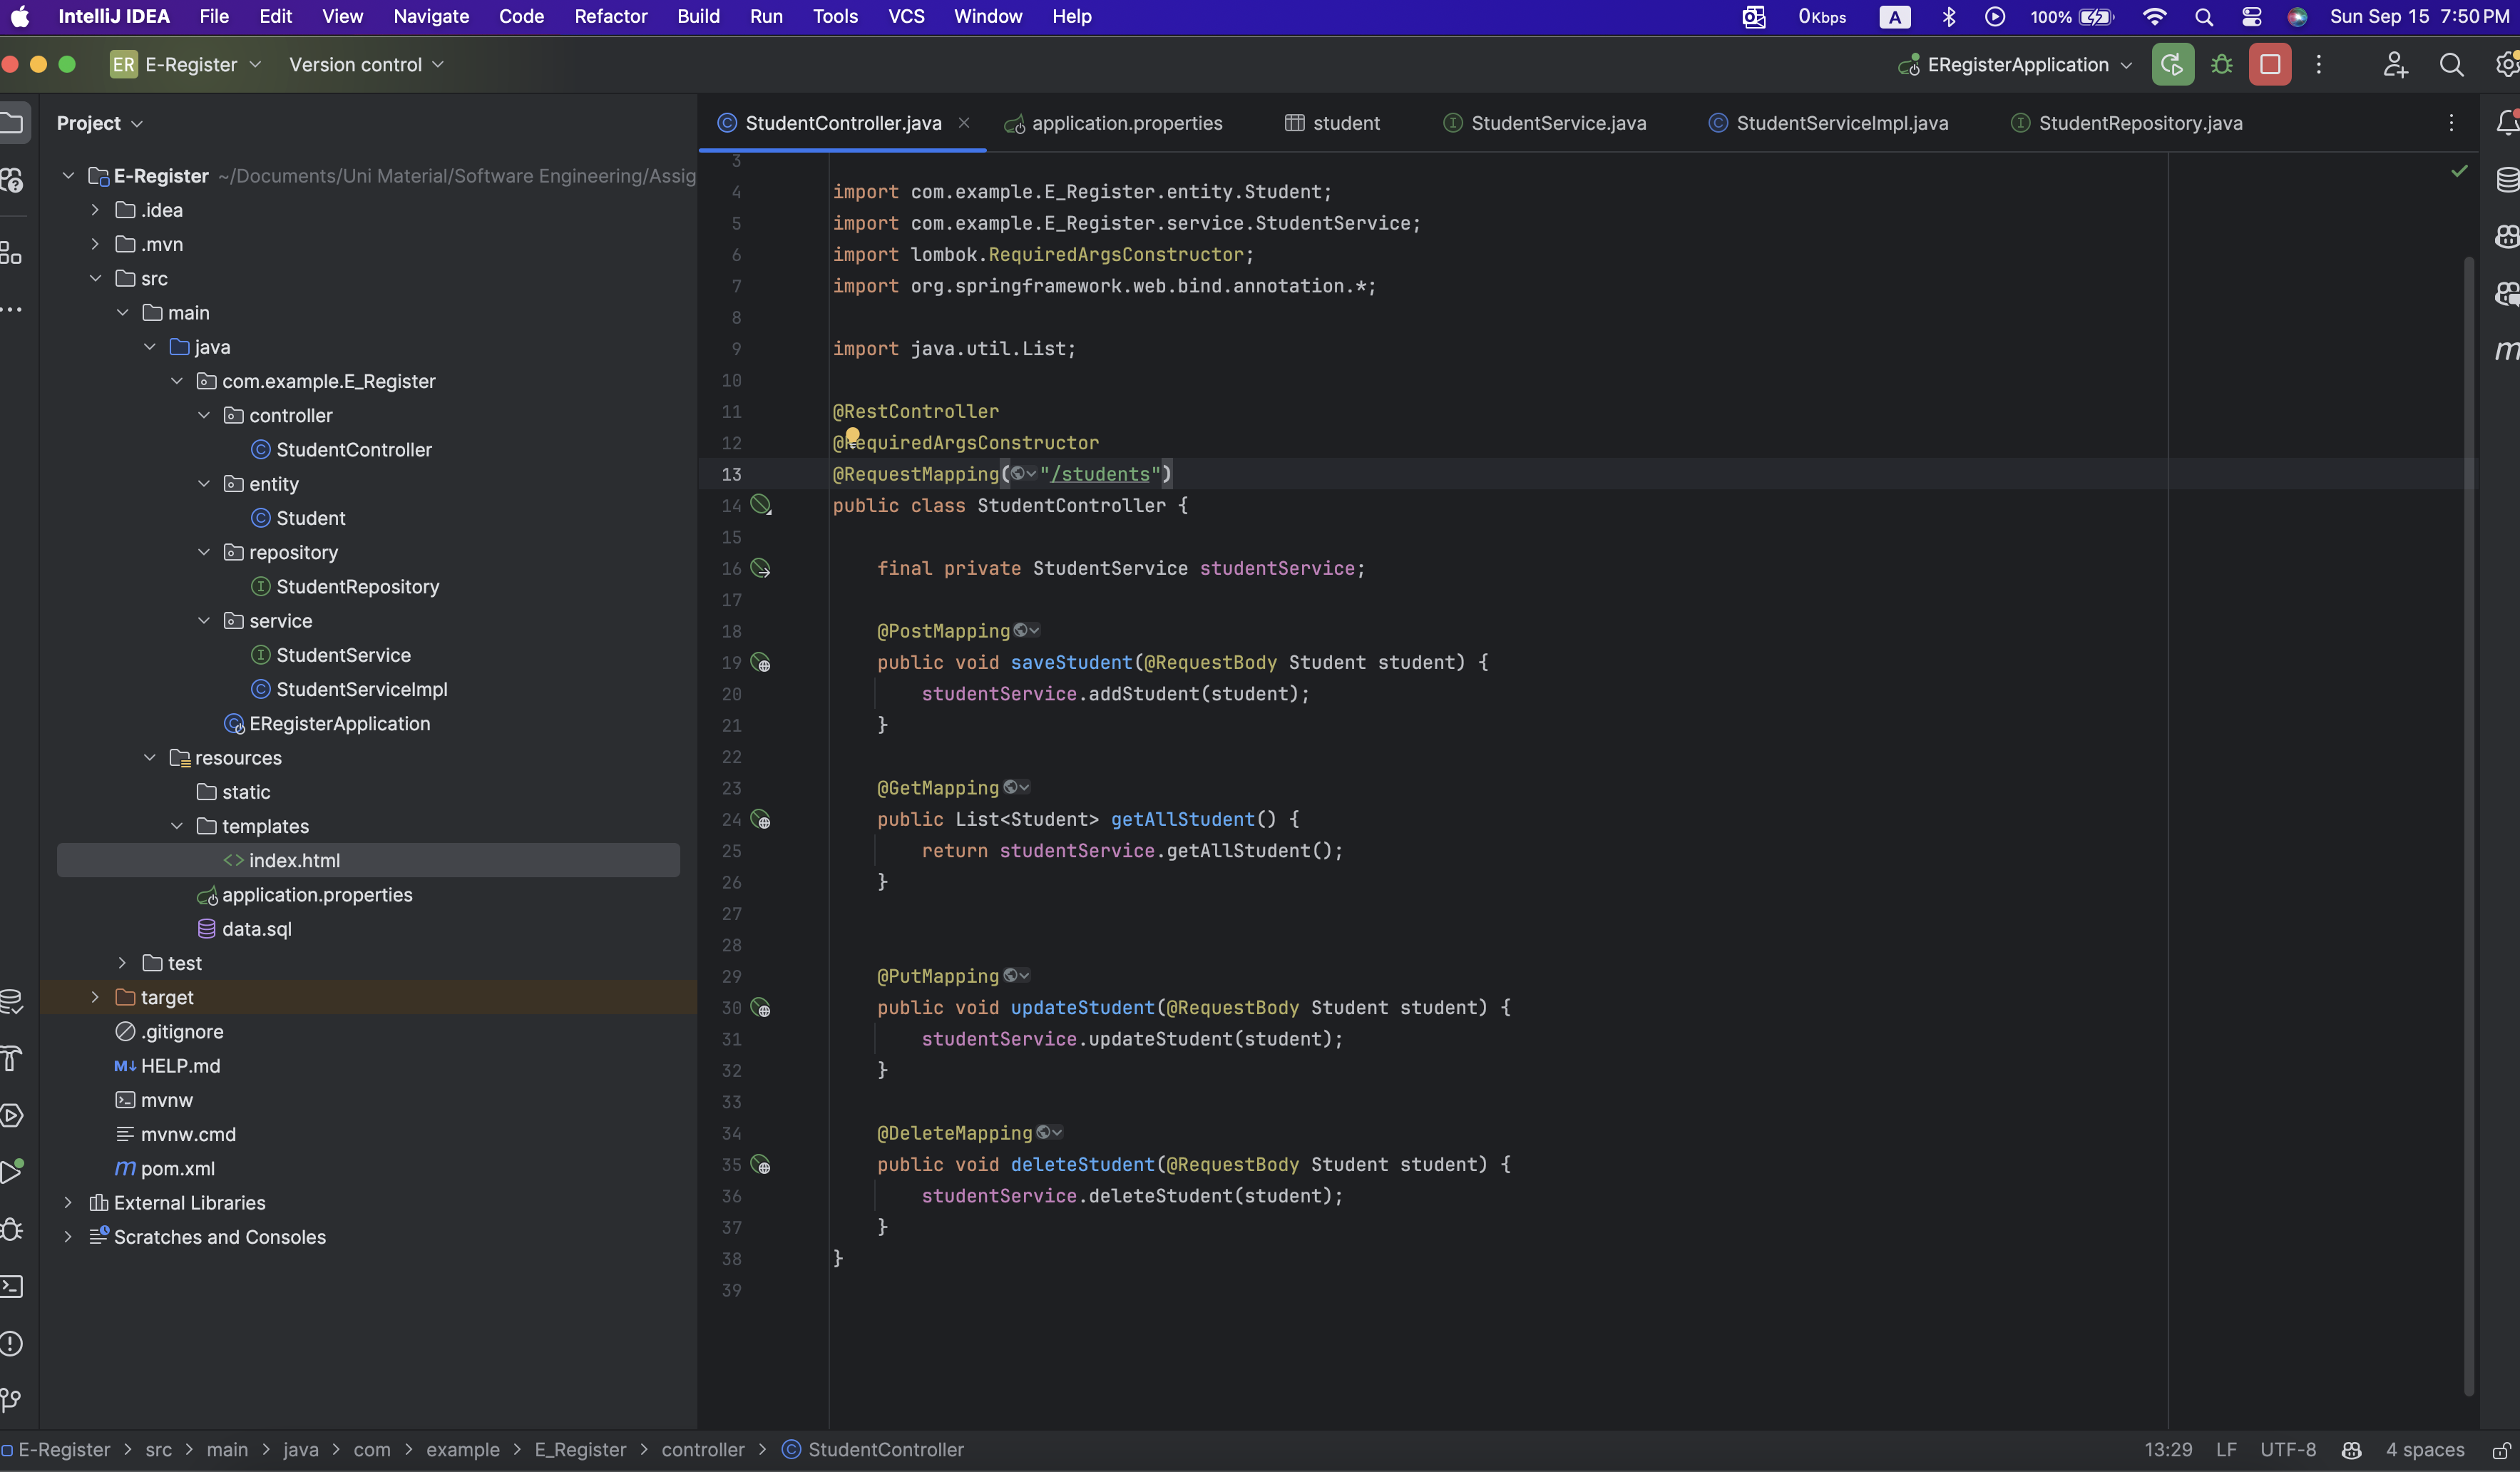 IntelliJ IDEA File Edit View Navigate Code Refactor Build Run Tools VCS Window Help 0Kbps A 100% Sun Sep 15 7:50 PM
ER E-Register Version control ERegisterApplication
Project
StudentController.java application.properties student StudentService.java StudentServiceImpl.java StudentRepository.java
E-Register ~/Documents/Uni Material/Software Engineering/Assig
.idea
.mvn
src
main
java
com.example.E_Register
controller
StudentController
entity
Student
repository
StudentRepository
service
StudentService
StudentServiceImpl
ERegisterApplication
resources
static
templates
index.html
application.properties
data.sql
test
target
.gitignore
M↓ HELP.md
mvnw
mvnw.cmd
m pom.xml
External Libraries
Scratches and Consoles
3
4 import com.example.E_Register.entity.Student;
5 import com.example.E_Register.service.StudentService;
6 import lombok.RequiredArgsConstructor;
7 import org.springframework.web.bind.annotation.*;
8
9 import java.util.List;
10
11 @RestController
12 @RequiredArgsConstructor
13 @RequestMapping("/students")
14 public class StudentController {
15
16 final private StudentService studentService;
17
18 @PostMapping
19 public void saveStudent(@RequestBody Student student) {
20 studentService.addStudent(student);
21 }
22
23 @GetMapping
24 public List<Student> getAllStudent() {
25 return studentService.getAllStudent();
26 }
27
28
29 @PutMapping
30 public void updateStudent(@RequestBody Student student) {
31 studentService.updateStudent(student);
32 }
33
34 @DeleteMapping
35 public void deleteStudent(@RequestBody Student student) {
36 studentService.deleteStudent(student);
37 }
38 }
39
E-Register > src > main > java > com > example > E_Register > controller > StudentController 13:29 LF UTF-8 4 spaces